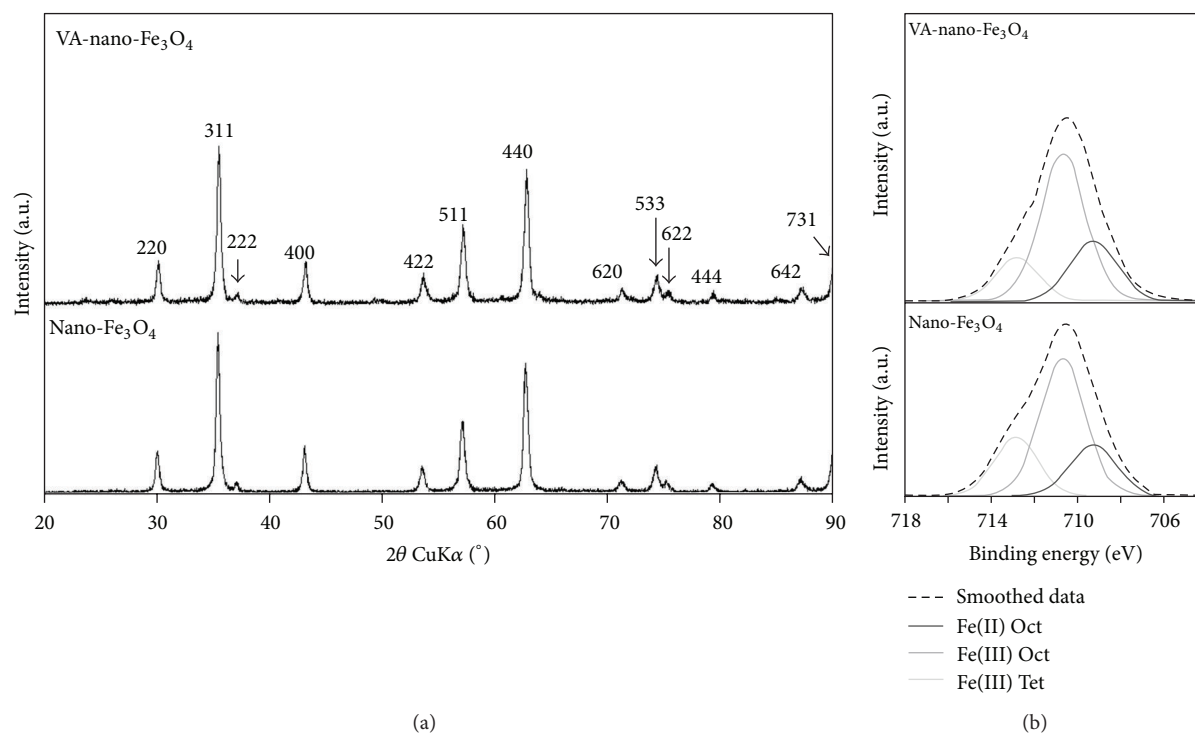 VA-nano-Fe₃O₄
Intensity (a.u.)
220
311
222
400
422
511
440
620
533
622
444
642
731
Nano-Fe₃O₄
20
30
40
50
60
70
80
90
2θ CuKα (°)
(a)
VA-nano-Fe₃O₄
Intensity (a.u.)
Nano-Fe₃O₄
Intensity (a.u.)
718
714
710
706
Binding energy (eV)
Smoothed data
Fe(II) Oct
Fe(III) Oct
Fe(III) Tet
(b)